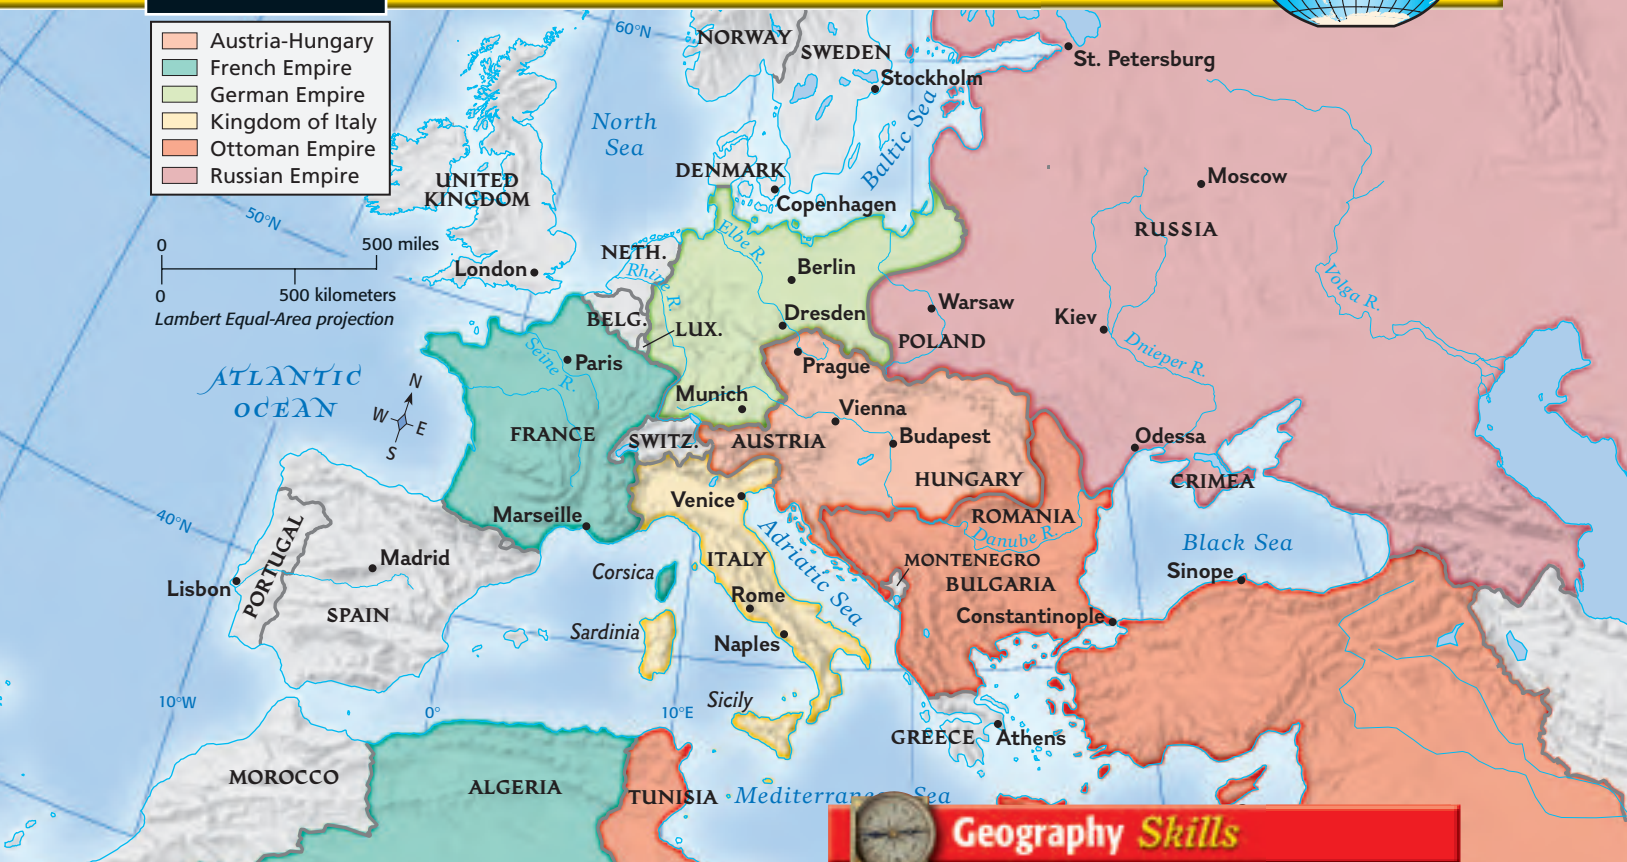 Austria-Hungary
French Empire
German Empire
Kingdom of Italy
Ottoman Empire
Russian Empire
0 500 miles
0 500 kilometers
Lambert Equal-Area projection
60°N
50°N
40°N
10°W
0°
10°E
N
W
E
S
NORWAY
SWEDEN
Stockholm
St. Petersburg
North
Sea
Baltic Sea
DENMARK
Copenhagen
UNITED
KINGDOM
London
Moscow
RUSSIA
NETH.
Rhine R.
Elbe R.
Berlin
Dresden
BELG.
LUX.
Warsaw
POLAND
Kiev
Dnieper R.
Volga R.
ATLANTIC
OCEAN
Seine R.
Paris
Prague
Munich
Vienna
FRANCE
SWITZ.
AUSTRIA
Budapest
HUNGARY
Odessa
CRIMEA
Venice
Marseille
ROMANIA
Danube R.
Black Sea
Sinope
Adriatic Sea
ITALY
MONTENEGRO
BULGARIA
Constantinople
Corsica
Rome
Naples
Sardinia
Sicily
PORTUGAL
Lisbon
Madrid
SPAIN
GREECE
Athens
MOROCCO
ALGERIA
TUNISIA
Mediterranean Sea
Geography Skills